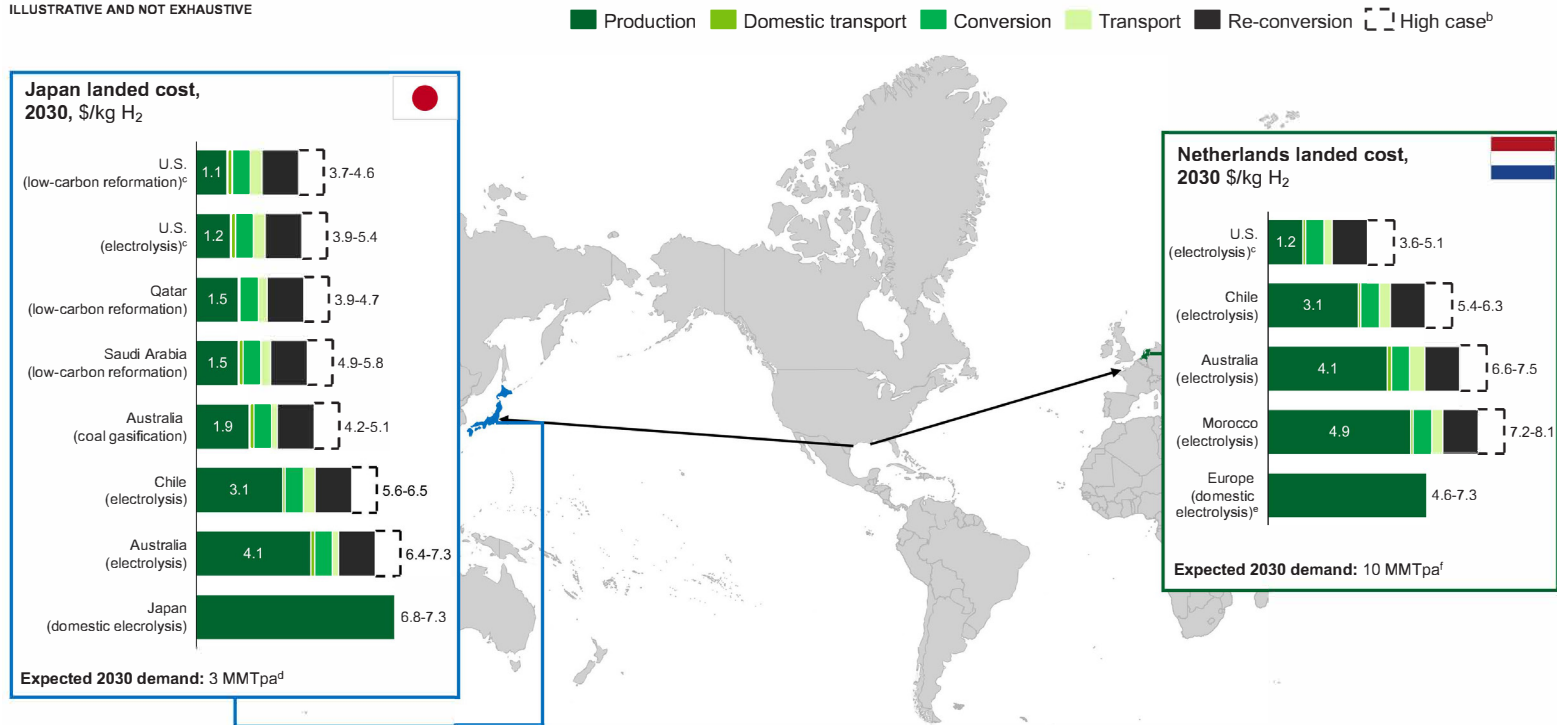 ILLUSTRATIVE AND NOT EXHAUSTIVE
Production Domestic transport Conversion Transport Re-conversion High caseᵇ
Japan landed cost,
2030, $/kg H₂
U.S.
(low-carbon reformation)ᶜ
1.1
3.7-4.6
U.S.
(electrolysis)ᶜ
1.2
3.9-5.4
Qatar
(low-carbon reformation)
1.5
3.9-4.7
Saudi Arabia
(low-carbon reformation)
1.5
4.9-5.8
Australia
(coal gasification)
1.9
4.2-5.1
Chile
(electrolysis)
3.1
5.6-6.5
Australia
(electrolysis)
4.1
6.4-7.3
Japan
(domestic elecrolysis)
6.8-7.3
Expected 2030 demand: 3 MMTpaᵈ
Netherlands landed cost,
2030 $/kg H₂
U.S.
(electrolysis)ᶜ
1.2
3.6-5.1
Chile
(electrolysis)
3.1
5.4-6.3
Australia
(electrolysis)
4.1
6.6-7.5
Morocco
(electrolysis)
4.9
7.2-8.1
Europe
(domestic
electrolysis)ᵉ
4.6-7.3
Expected 2030 demand: 10 MMTpaᶠ